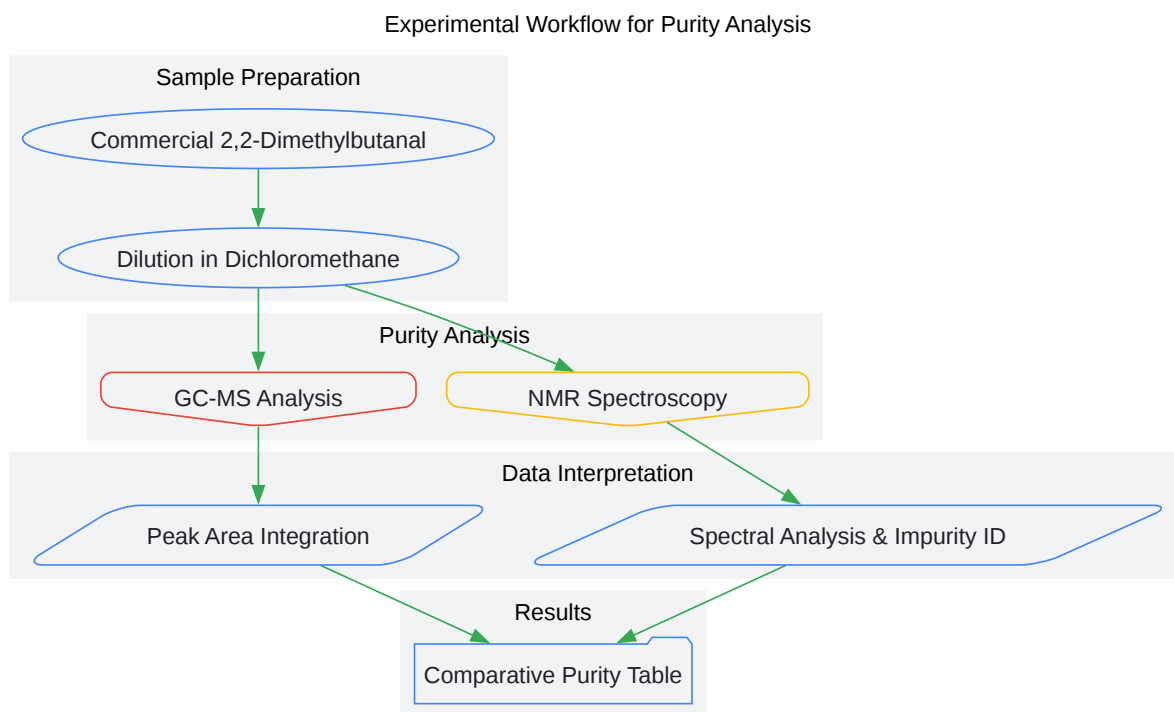 Experimental Workflow for Purity Analysis
Sample Preparation
Commercial 2,2-Dimethylbutanal
Dilution in Dichloromethane
Purity Analysis
GC-MS Analysis
NMR Spectroscopy
Data Interpretation
Peak Area Integration
Spectral Analysis & Impurity ID
Results
Comparative Purity Table